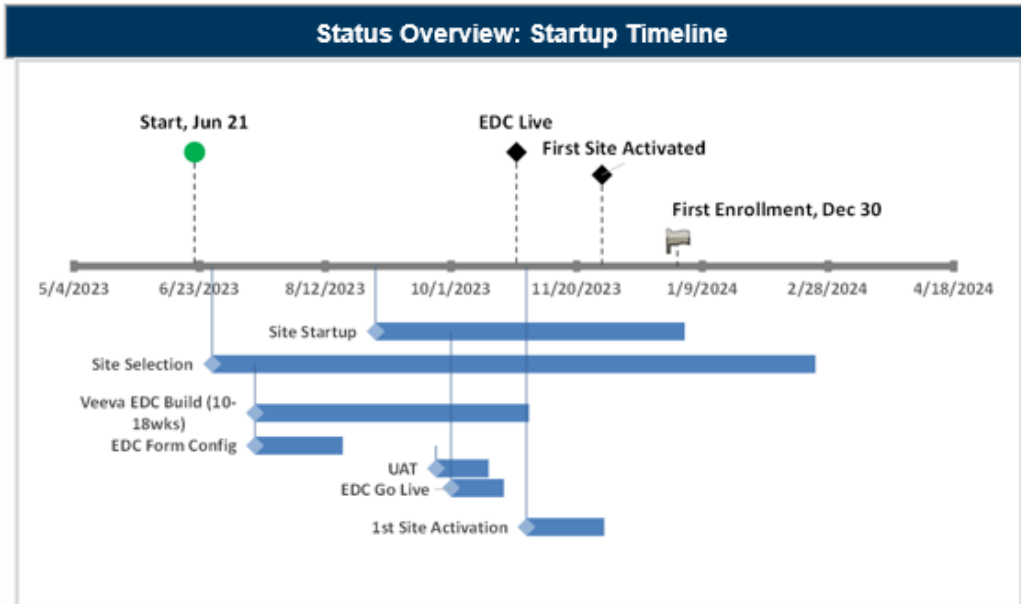 Status Overview: Startup Timeline
Start, Jun 21
EDC Live
First Site Activated
First Enrollment, Dec 30
5/4/2023
6/23/2023
8/12/2023
10/1/2023
11/20/2023
1/9/2024
2/28/2024
4/18/2024
Site Startup
Site Selection
Veeva EDC Build (10-
18wks)
EDC Form Config
UAT
EDC Go Live
1st Site Activation